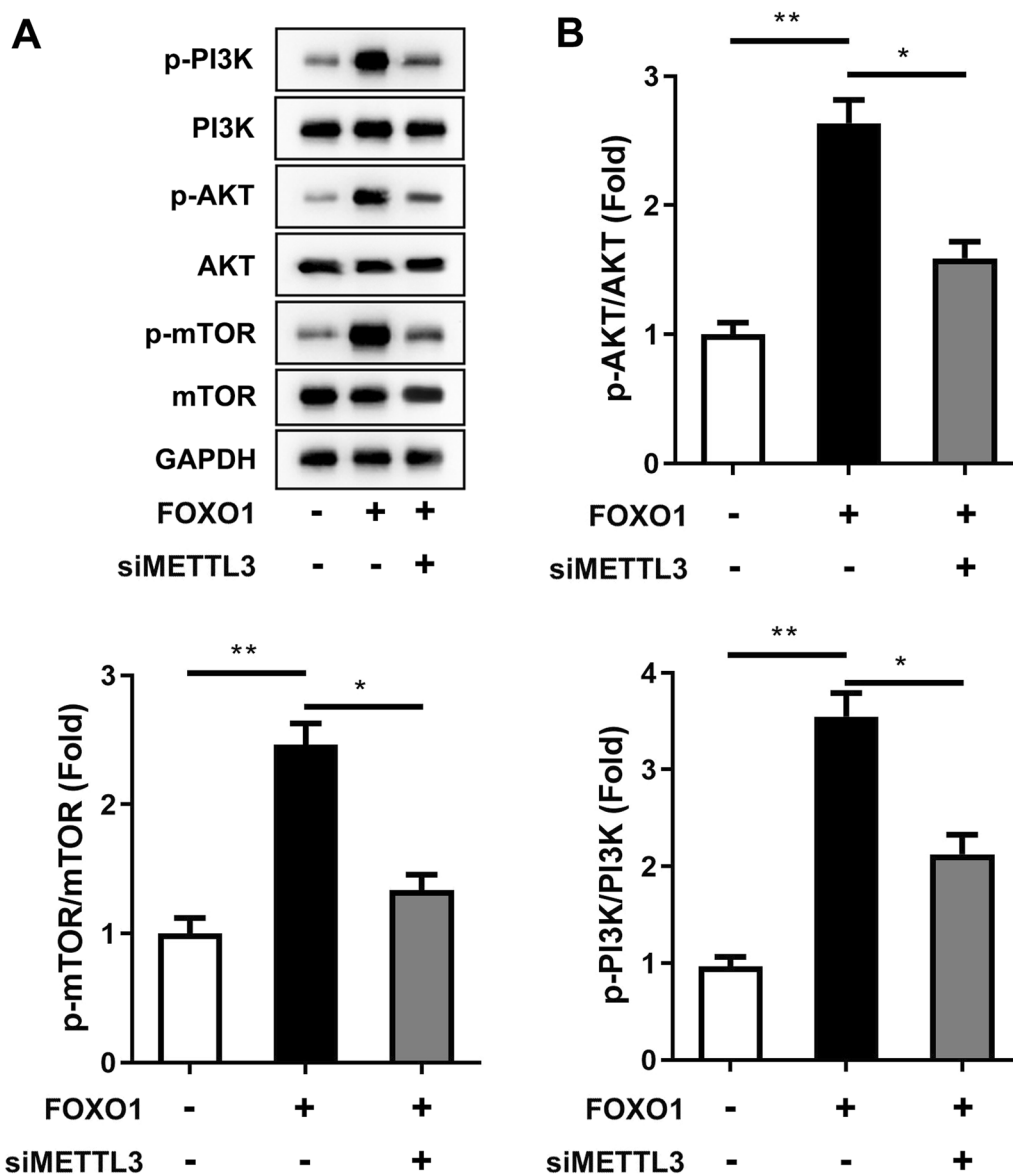 A
p-PI3K
PI3K
p-AKT
AKT
p-mTOR
mTOR
GAPDH
FOXO1 - + +
siMETTL3 - - +
B
** *
p-AKT/AKT (Fold)
3
2
1
0
FOXO1 - + +
siMETTL3 - - +
** *
p-mTOR/mTOR (Fold)
3
2
1
0
FOXO1 - + +
siMETTL3 - - +
** *
p-PI3K/PI3K (Fold)
4
3
2
1
0
FOXO1 - + +
siMETTL3 - - +